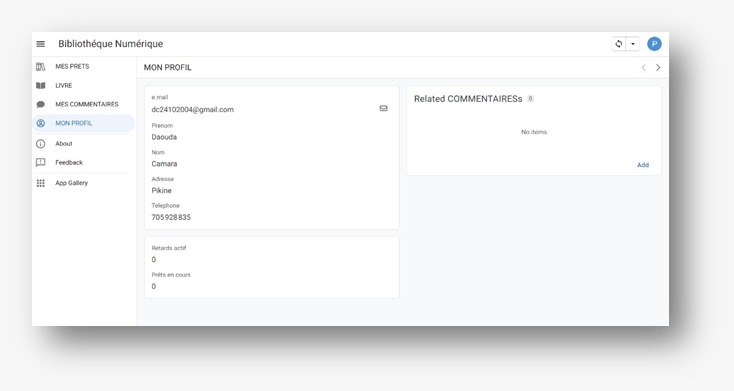 Bibliothéque Numérique
P
MES PRETS
LIVRE
MES COMMENTAIRES
MON PROFIL
About
Feedback
App Gallery
MON PROFIL
e.mail
dc24102004@gmail.com
Prenom
Daouda
Nom
Camara
Adresse
Pikine
Telephone
705 928 835
Retards actif
0
Prêts en cours
0
Related COMMENTAIRESs 0
No items
Add